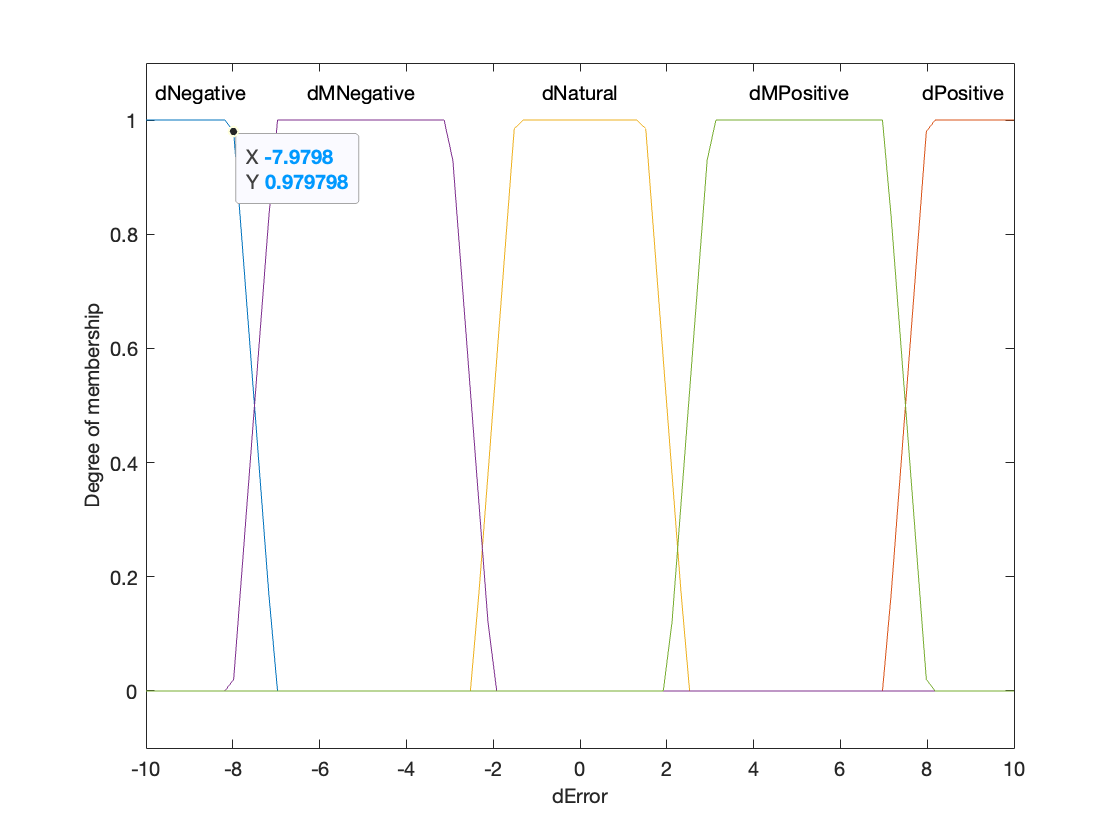 dNegative dMNegative dNatural dMPositive dPositive
1
X -7.9798
Y 0.979798
0.8
0.6
0.4
0.2
0
Degree of membership
-10 -8 -6 -4 -2 0 2 4 6 8 10
dError